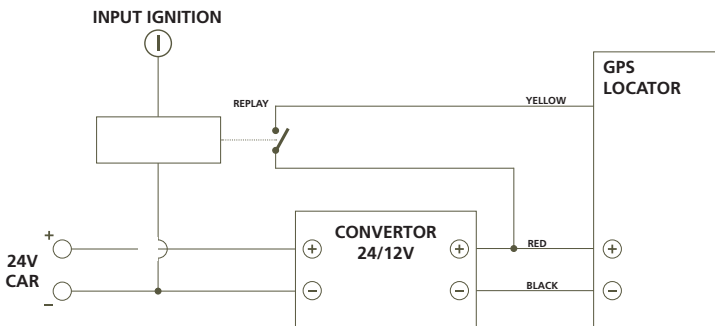 INPUT IGNITION
GPS
LOCATOR
REPLAY
YELLOW
CONVERTOR
24/12V
+
24V
CAR
−
+
+
RED
+
−
−
BLACK
−